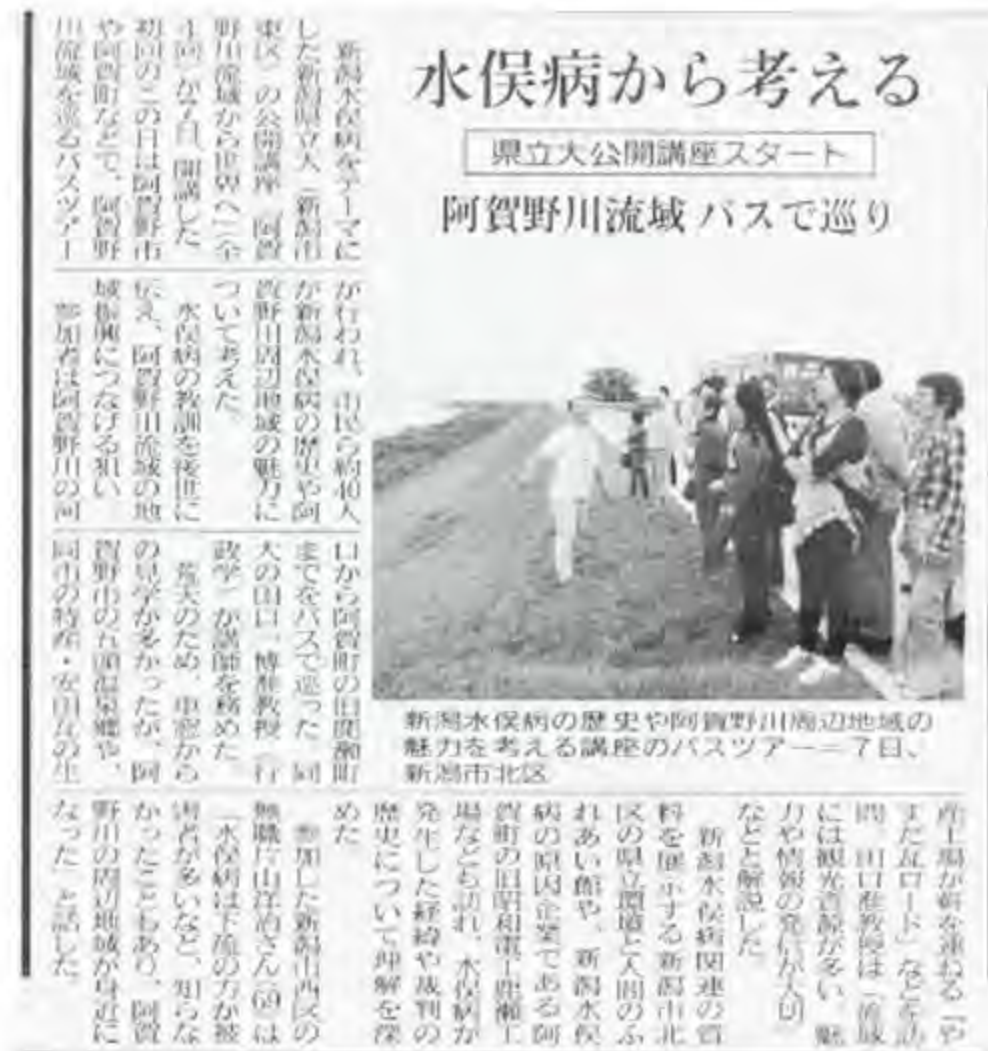 水俣病から考える
県立大公開講座スタート
阿賀野川流域 バスで巡り
新潟水俣病をテーマに
した新潟県立大（新潟市
東区）の公開講座「阿賀
野川流域から世界へ」（全
4回）が7日、開講した。
初回のこの日は阿賀野市
や阿賀町などで、阿賀野
川流域を巡るバスツアー
が行われ、市民ら約40人
が新潟水俣病の歴史や阿
賀野川周辺地域の魅力に
ついて考えた。
水俣病の教訓を後世に
伝え、阿賀野川流域の地
域振興につなげる狙い。
参加者は阿賀野川の河
口から阿賀町の旧鹿瀬町
までをバスで巡った。同
大の田口一博准教授（行
政学）が講師を務めた。
荒天のため、車窓から
の見学が多かったが、阿
賀野市の五頭温泉郷や、
同市の特産・安田瓦の生
産工場が軒を連ねる「や
すだ瓦ロード」などを訪
問。田口准教授は「流域
には観光資源が多い。魅
力や情報の発信が大切」
などと解説した。
新潟水俣病関連の資
料を展示する新潟市北
区の県立環境と人間のふ
れあい館や、新潟水俣
病の原因企業である阿
賀町の旧昭和電工鹿瀬工
場なども訪れ、水俣病が
発生した経緯や裁判の
歴史について理解を深
めた。
参加した新潟市西区の
無職片山洋治さん(69)は
「水俣病は下流の方が被
害者が多いなど、知らな
かったこともあり、阿賀
野川の周辺地域が身近に
なった」と話した。
新潟水俣病の歴史や阿賀野川周辺地域の
魅力を考える講座のバスツアー＝7日、
新潟市北区